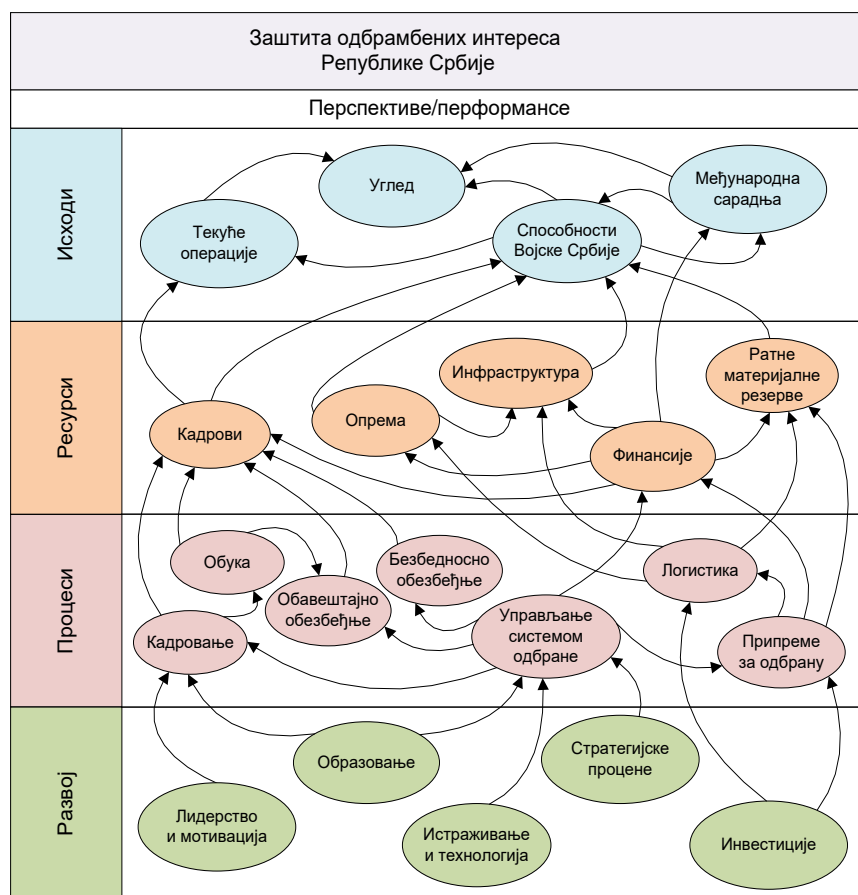 Заштита одбрамбених интереса
Републике Србије
Перспективе/перформансе
Исходи
Углед
Међународна
сарадња
Текуће
операције
Способности
Војске Србије
Ресурси
Инфраструктура
Ратне
материјалне
резерве
Опрема
Кадрови
Финансије
Процеси
Обука
Безбедносно
обезбеђње
Логистика
Обавештајно
обезбеђње
Управљање
системом
одбране
Кадровање
Припреме
за одбрану
Развој
Образовање
Стратегијске
процене
Лидерство
и мотивација
Истраживање
и технологија
Инвестиције